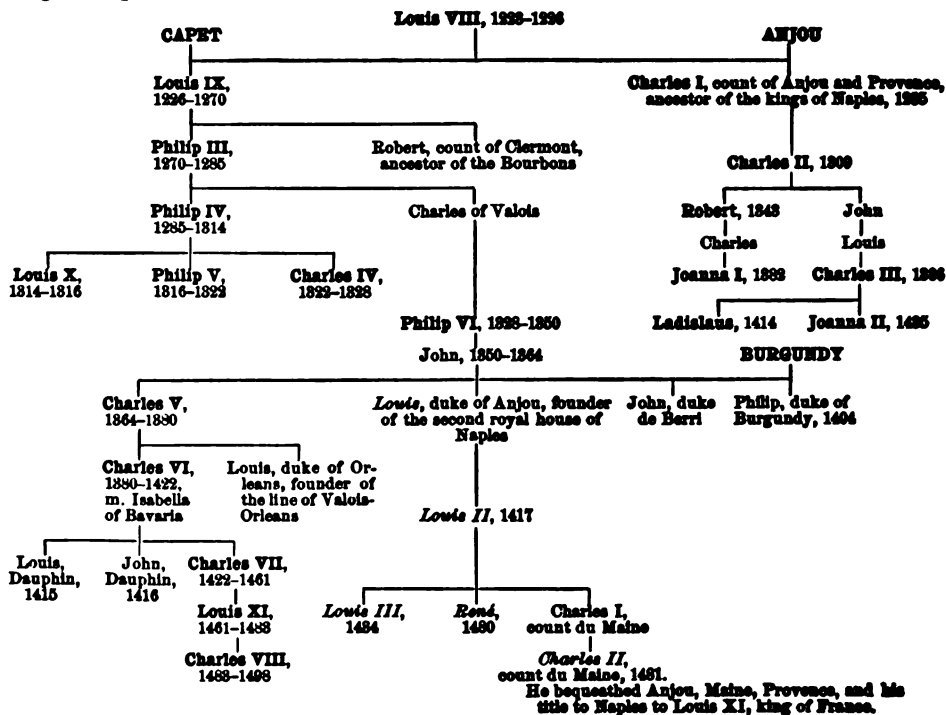 Louis VIII, 1223–1226
CAPET
ANJOU
Louis IX,
1226–1270
Charles I, count of Anjou and Provence,
ancestor of the kings of Naples, 1285
Philip III,
1270–1285
Robert, count of Clermont,
ancestor of the Bourbons
Charles II, 1309
Philip IV,
1285–1314
Charles of Valois
Robert, 1343
John
Charles
Louis
Louis X,
1314–1316
Philip V,
1316–1322
Charles IV,
1322–1328
Joanna I, 1382
Charles III, 1386
Philip VI, 1328–1350
Ladislaus, 1414
Joanna II, 1435
John, 1350–1364
BURGUNDY
Charles V,
1364–1380
Louis, duke of Anjou, founder
of the second royal house of
Naples
John, duke
de Berri
Philip, duke of
Burgundy, 1404
Charles VI,
1380–1422,
m. Isabella
of Bavaria
Louis, duke of Or-
leans, founder of
the line of Valois-
Orleans
Louis II, 1417
Louis,
Dauphin,
1415
John,
Dauphin,
1416
Charles VII,
1422–1461
Louis XI,
1461–1483
Charles VIII,
1483–1498
Louis III,
1434
René,
1480
Charles I,
count du Maine
Charles II,
count du Maine, 1481.
He bequeathed Anjou, Maine, Provence, and his
title to Naples to Louis XI, king of France.